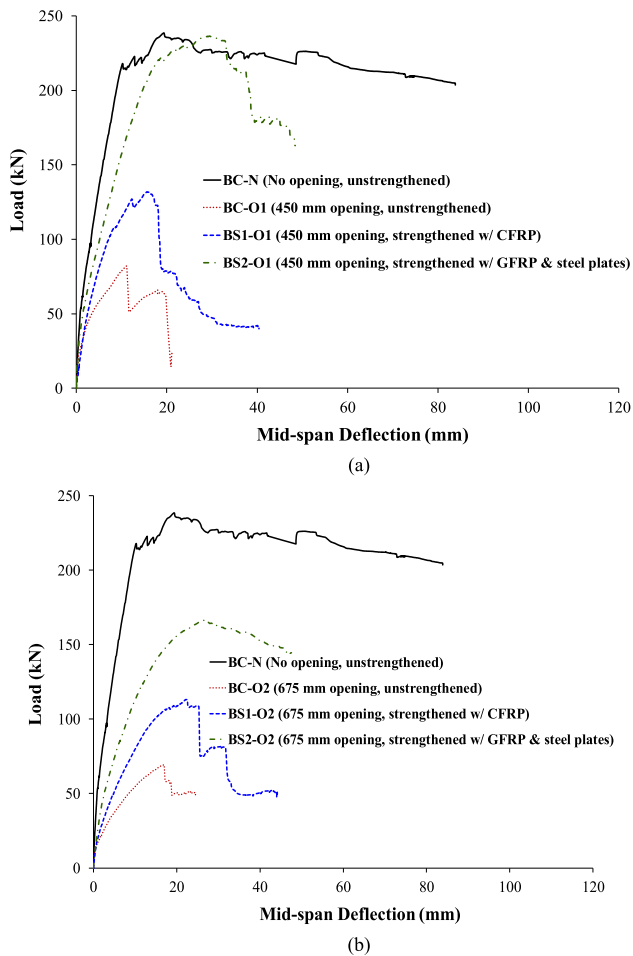 250
200
150
100
50
0
Load (kN)
BC-N (No opening, unstrengthened)
BC-O1 (450 mm opening, unstrengthened)
BS1-O1 (450 mm opening, strengthened w/ CFRP)
BS2-O1 (450 mm opening, strengthened w/ GFRP & steel plates)
0 20 40 60 80 100 120
Mid-span Deflection (mm)
(a)
250
200
150
100
50
0
Load (kN)
BC-N (No opening, unstrengthened)
BC-O2 (675 mm opening, unstrengthened)
BS1-O2 (675 mm opening, strengthened w/ CFRP)
BS2-O2 (675 mm opening, strengthened w/ GFRP & steel plates)
0 20 40 60 80 100 120
Mid-span Deflection (mm)
(b)